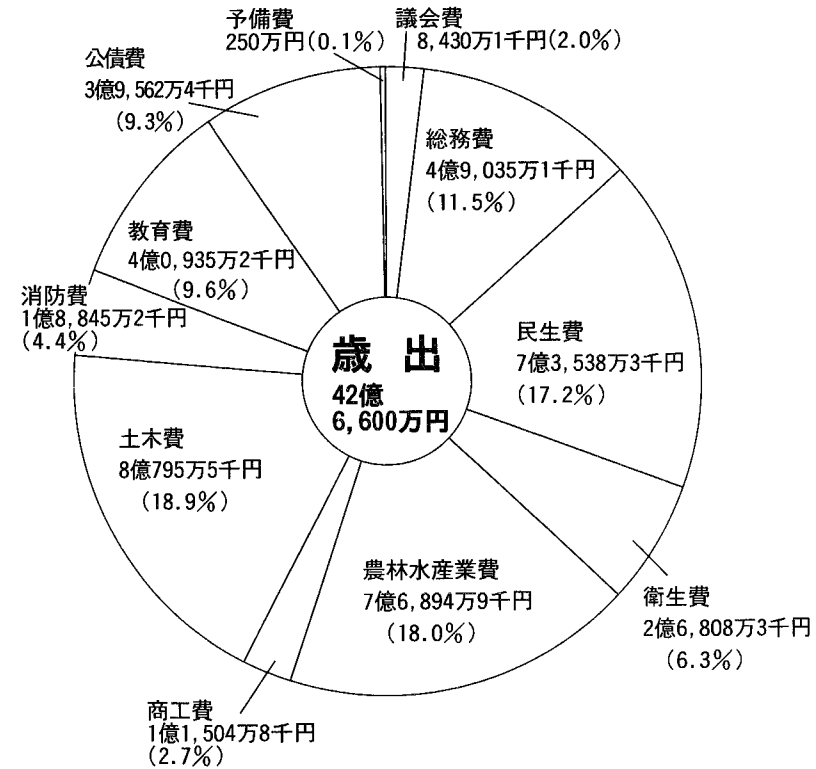 予備費
250万円(0.1%)
議会費
8,430万1千円(2.0%)
総務費
4億9,035万1千円
(11.5%)
民生費
7億3,538万3千円
(17.2%)
衛生費
2億6,808万3千円
(6.3%)
農林水産業費
7億6,894万9千円
(18.0%)
商工費
1億1,504万8千円
(2.7%)
土木費
8億795万5千円
(18.9%)
消防費
1億8,845万2千円
(4.4%)
教育費
4億0,935万2千円
(9.6%)
公債費
3億9,562万4千円
(9.3%)
歳出
42億
6,600万円